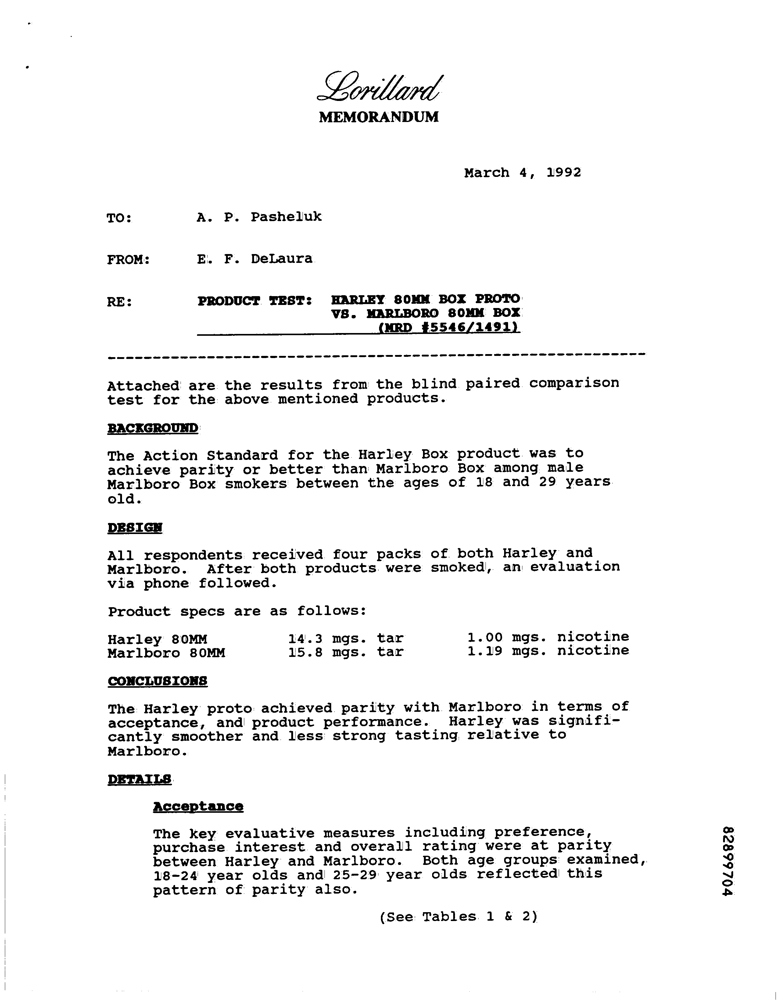 Lorillard
MEMORANDUM
March 4, 1992
TO: A. P. Pasheluk
FROM: E. F. DeLaura
RE: PRODUCT TEST: HARLEY 80MM BOX PROTO
VS. MARLBORO 80MM BOX
(MRD #5546/1491)
Attached are the results from the blind paired comparison
test for the above mentioned products.
BACKGROUND
The Action Standard for the Harley Box product was to
achieve parity or better than Marlboro Box among male
Marlboro Box smokers between the ages of 18 and 29 years
old.
DESIGN
All respondents received four packs of both Harley and
Marlboro. After both products were smoked, an evaluation
via phone followed.
Product specs are as follows:
Harley 80MM 14.3 mgs. tar 1.00 mgs. nicotine
Marlboro 80MM 15.8 mgs. tar 1.19 mgs. nicotine
CONCLUSIONS
The Harley proto achieved parity with Marlboro in terms of
acceptance, and product performance. Harley was signifi-
cantly smoother and less strong tasting relative to
Marlboro.
DETAILS
Acceptance
The key evaluative measures including preference,
purchase interest and overall rating were at parity
between Harley and Marlboro. Both age groups examined,
18-24 year olds and 25-29 year olds reflected this
pattern of parity also.
(See Tables 1 & 2)
82899704